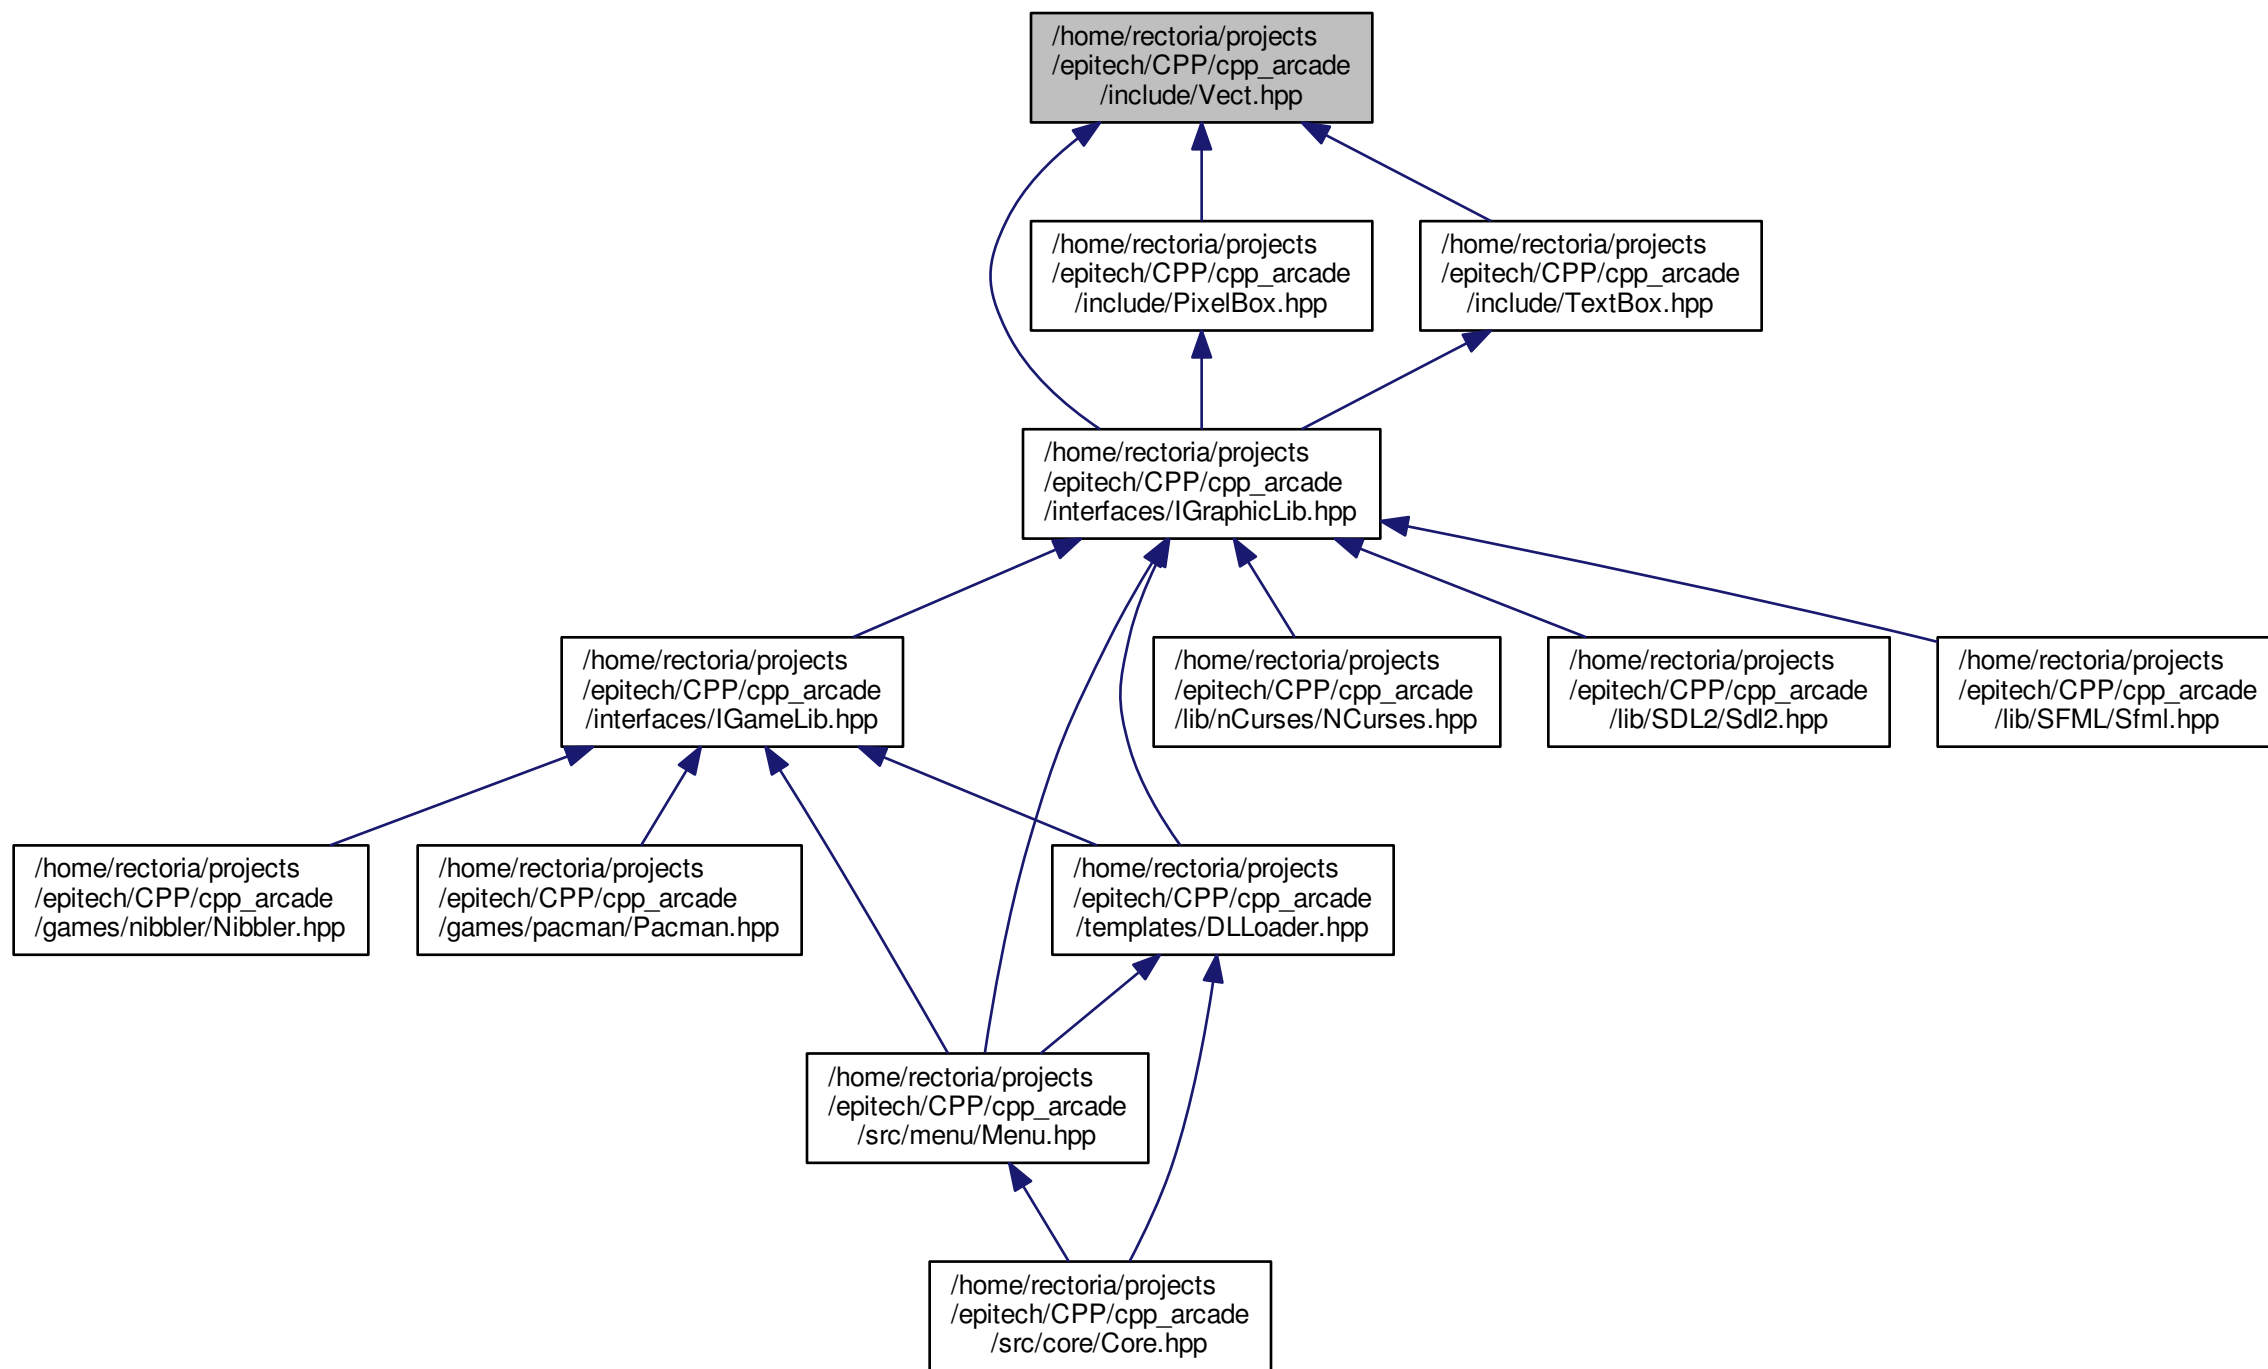 /home/rectoria/projects
/epitech/CPP/cpp_arcade
/include/Vect.hpp
/home/rectoria/projects
/epitech/CPP/cpp_arcade
/include/PixelBox.hpp
/home/rectoria/projects
/epitech/CPP/cpp_arcade
/include/TextBox.hpp
/home/rectoria/projects
/epitech/CPP/cpp_arcade
/interfaces/IGraphicLib.hpp
/home/rectoria/projects
/epitech/CPP/cpp_arcade
/interfaces/IGameLib.hpp
/home/rectoria/projects
/epitech/CPP/cpp_arcade
/lib/nCurses/NCurses.hpp
/home/rectoria/projects
/epitech/CPP/cpp_arcade
/lib/SDL2/Sdl2.hpp
/home/rectoria/projects
/epitech/CPP/cpp_arcade
/lib/SFML/Sfml.hpp
/home/rectoria/projects
/epitech/CPP/cpp_arcade
/games/nibbler/Nibbler.hpp
/home/rectoria/projects
/epitech/CPP/cpp_arcade
/games/pacman/Pacman.hpp
/home/rectoria/projects
/epitech/CPP/cpp_arcade
/templates/DLLoader.hpp
/home/rectoria/projects
/epitech/CPP/cpp_arcade
/src/menu/Menu.hpp
/home/rectoria/projects
/epitech/CPP/cpp_arcade
/src/core/Core.hpp